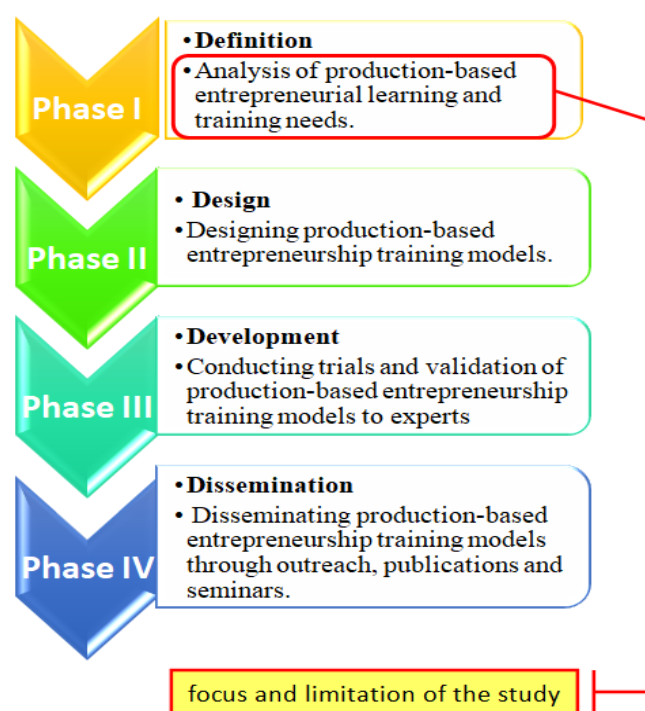 Phase I
• Definition
• Analysis of production-based
entrepreneurial learning and
training needs.
Phase II
• Design
• Designing production-based
entrepreneurship training models.
Phase III
• Development
• Conducting trials and validation of
production-based entrepreneurship
training models to experts
Phase IV
• Dissemination
• Disseminating production-based
entrepreneurship training models
through outreach, publications and
seminars.
focus and limitation of the study